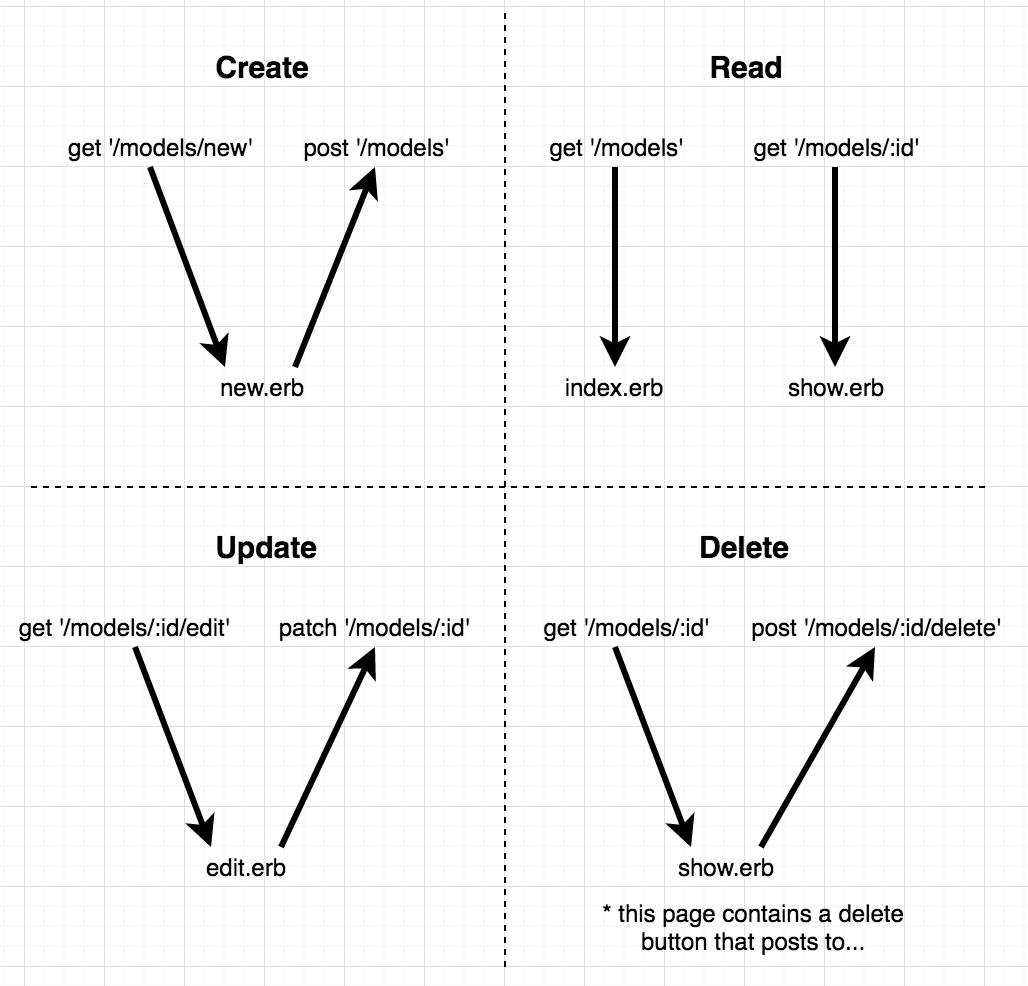 Create
get '/models/new'
post '/models'
new.erb
Read
get '/models'
get '/models/:id'
index.erb
show.erb
Update
get '/models/:id/edit'
patch '/models/:id'
edit.erb
Delete
get '/models/:id'
post '/models/:id/delete'
show.erb
* this page contains a delete
button that posts to...